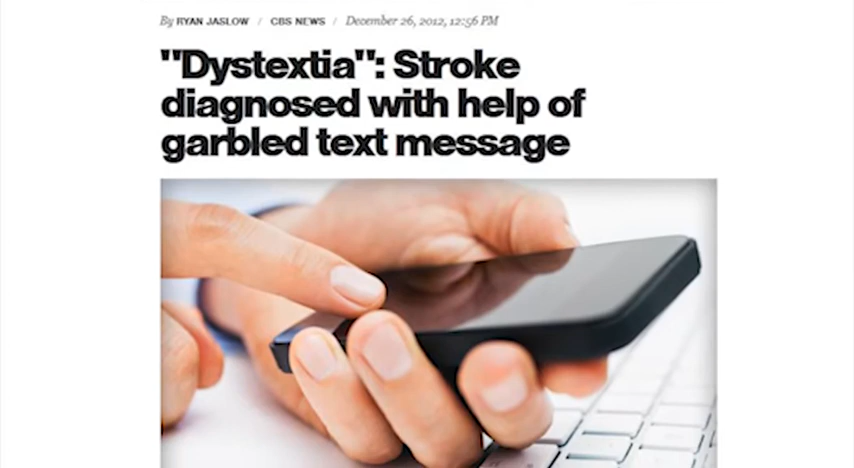 By RYAN JASLOW / CBS NEWS / December 26, 2012, 12:56 PM
"Dystextia": Stroke
diagnosed with help of
garbled text message